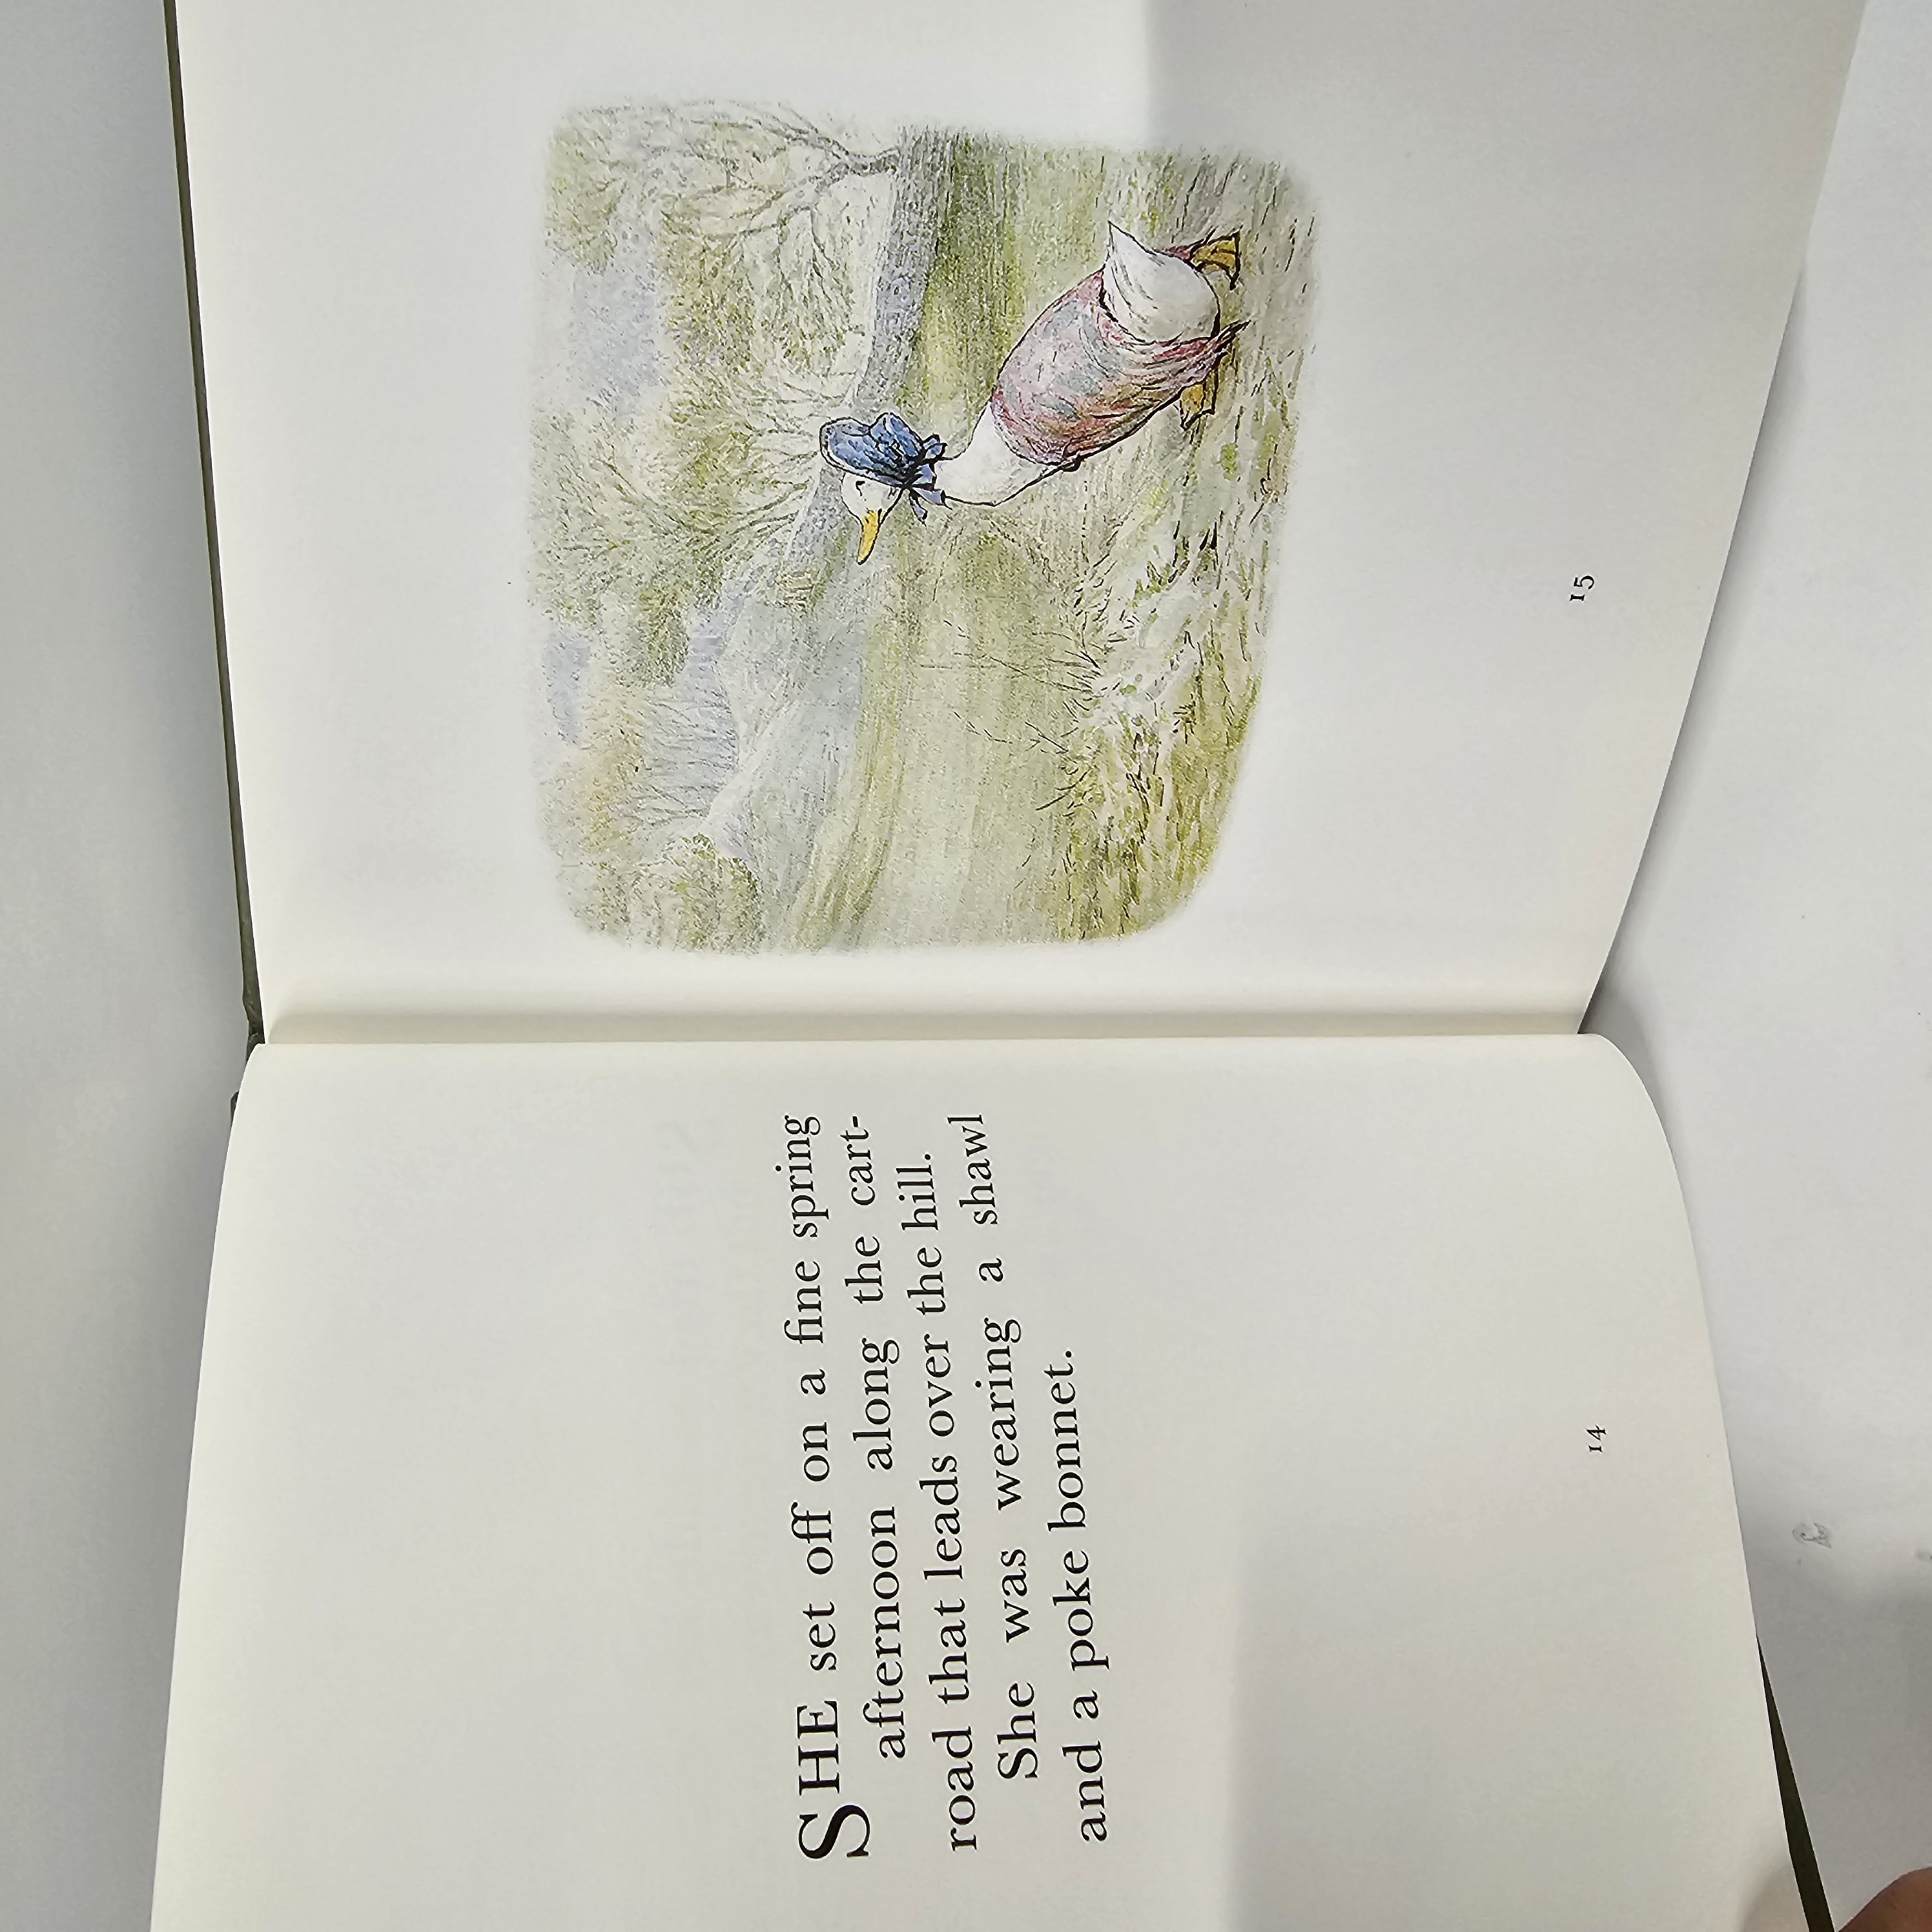 SHE set off on a fine spring
afternoon along the cart-
road that leads over the hill.
She was wearing a shawl
and a poke bonnet.
14
15